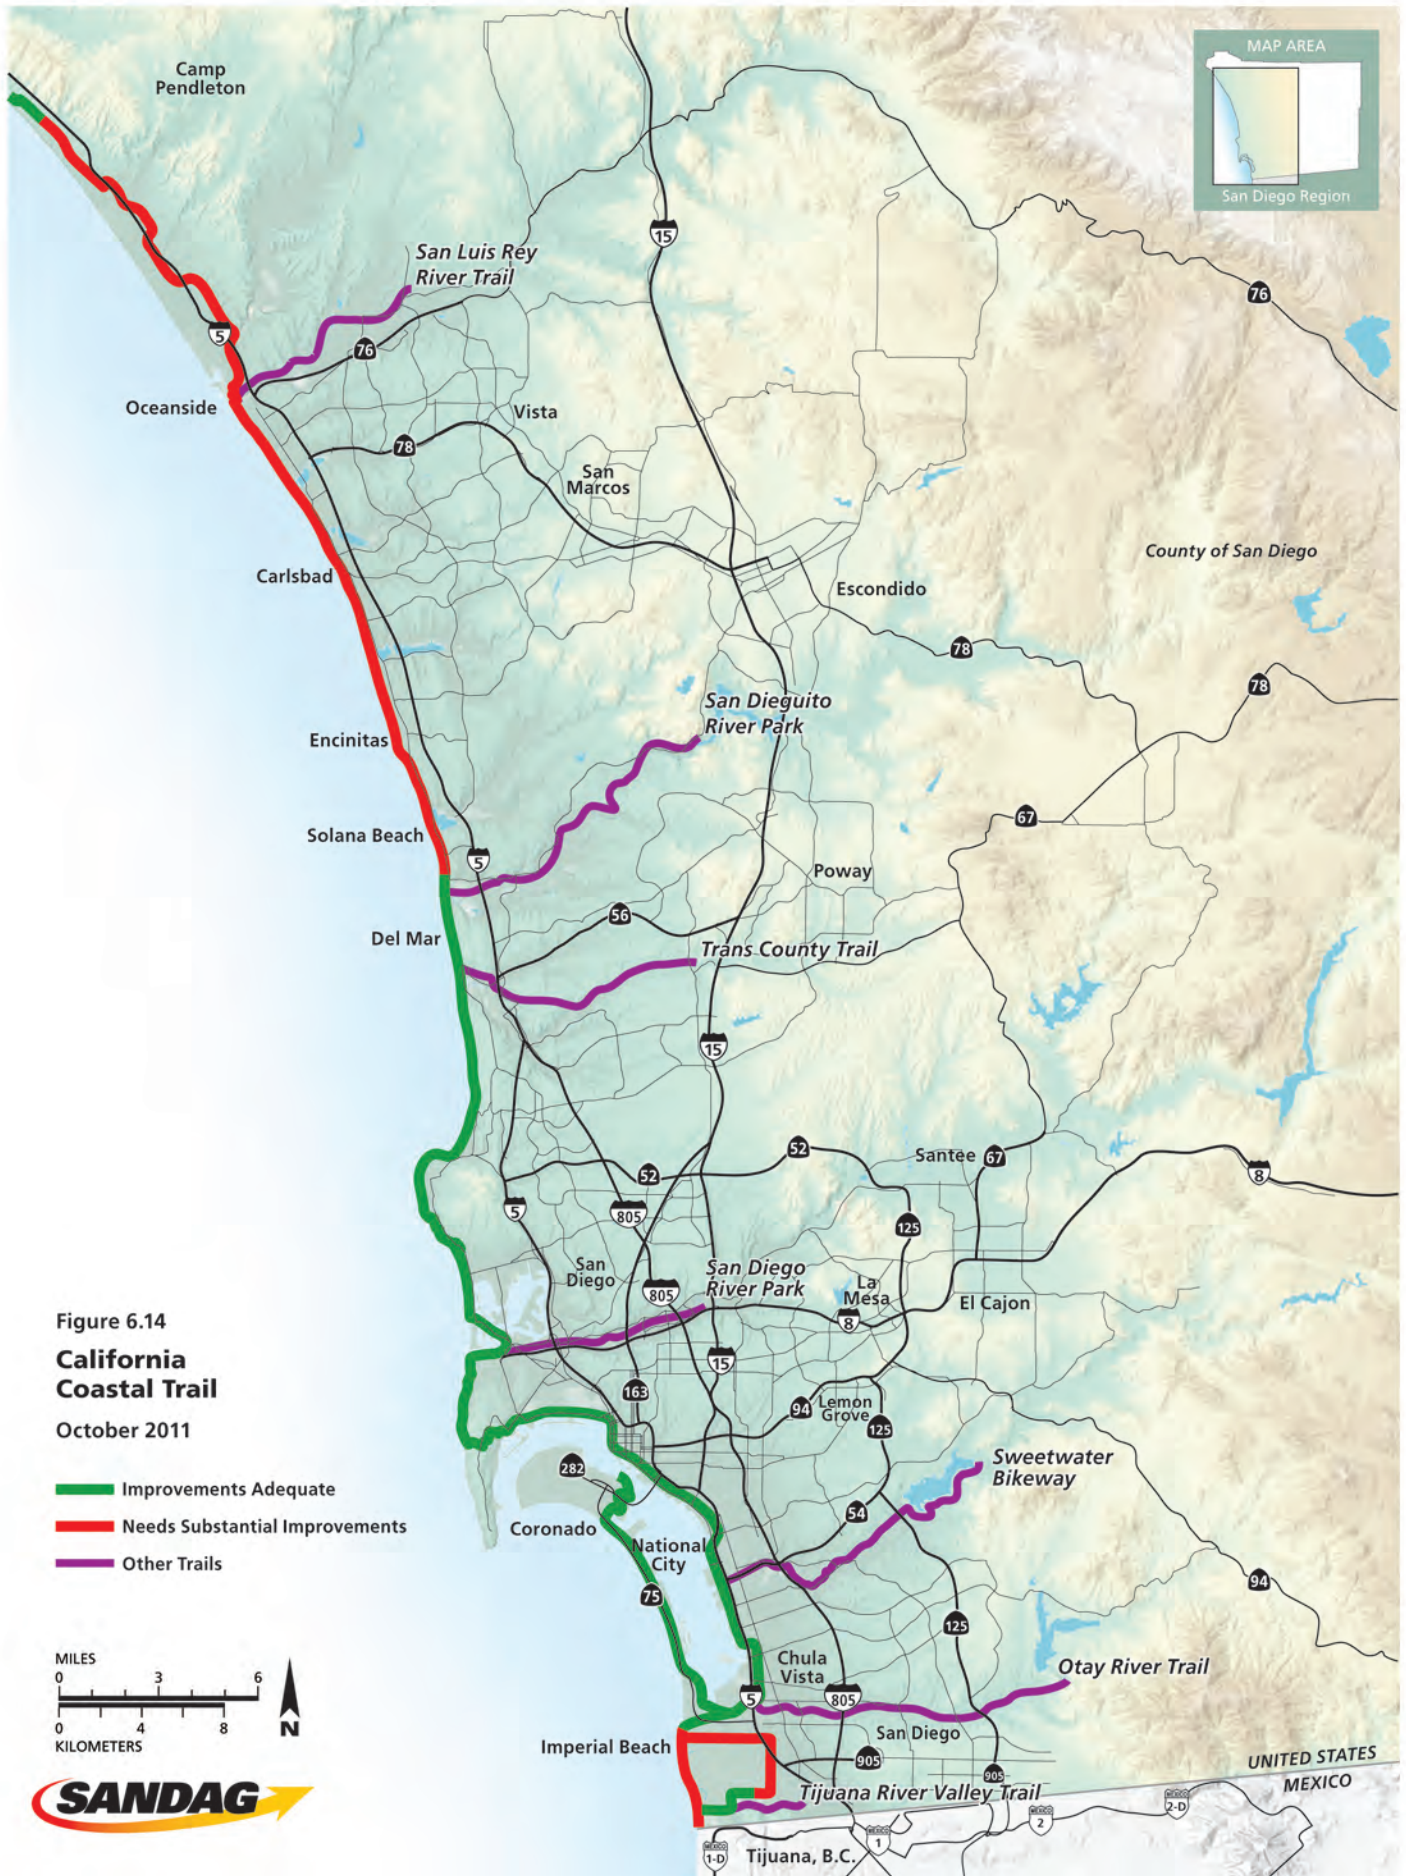 MAP AREA
San Diego Region
Camp
Pendleton
San Luis Rey
River Trail
15
76
5
76
Oceanside
Vista
78
San
Marcos
County of San Diego
Carlsbad
Escondido
78
78
San Dieguito
River Park
Encinitas
67
Solana Beach
5
Poway
56
Del Mar
Trans County Trail
15
52
52
Santee
67
8
5
805
125
San
Diego
San Diego
River Park
La
Mesa
805
El Cajon
8
Figure 6.14
California
Coastal Trail
October 2011
15
163
94
Lemon
Grove
125
282
Sweetwater
Bikeway
Improvements Adequate
Needs Substantial Improvements
Other Trails
54
Coronado
National
City
75
94
125
MILES
0 3 6
0 4 8
KILOMETERS
N
Chula
Vista
Otay River Trail
5
805
San Diego
Imperial Beach
905
905
UNITED STATES
MEXICO
SANDAG
Tijuana River Valley Trail
MEXICO
2-D
MEXICO
2
MEXICO
1
MEXICO
1-D
Tijuana, B.C.